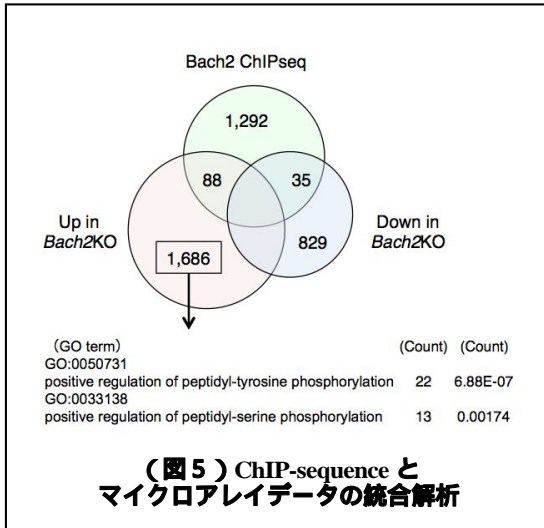 Bach2 ChIPseq
1,292
88 35
Up in
Bach2KO
Down in
Bach2KO
829
1,686
（GO term） (Count) (Count)
GO:0050731
positive regulation of peptidyl-tyrosine phosphorylation 22 6.88E-07
GO:0033138
positive regulation of peptidyl-serine phosphorylation 13 0.00174
（図５）ChIP-sequence と
マイクロアレイデータの統合解析